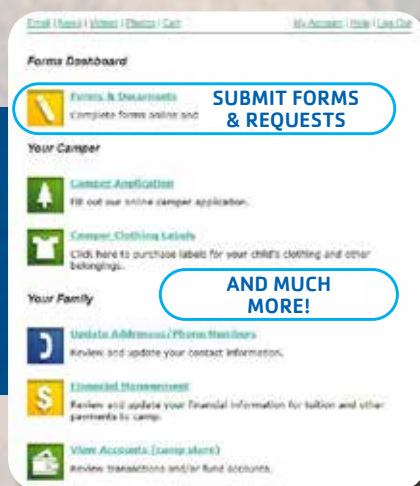 Email | News | Videos | Photos | Cart
My Account | Help | Log Out
Forms Dashboard
Forms & Documents
Complete forms online and
SUBMIT FORMS
& REQUESTS
Your Camper
Camper Application
Fill out our online camper application.
Camper Clothing Labels
Click here to purchase labels for your child's clothing and other
belongings.
AND MUCH
MORE!
Your Family
Update Addresses/Phone Numbers
Review and update your contact information.
Financial Management
Review and update your financial information for tuition and other
payments to camp.
View Accounts (camp store)
Review transactions and/or fund accounts.